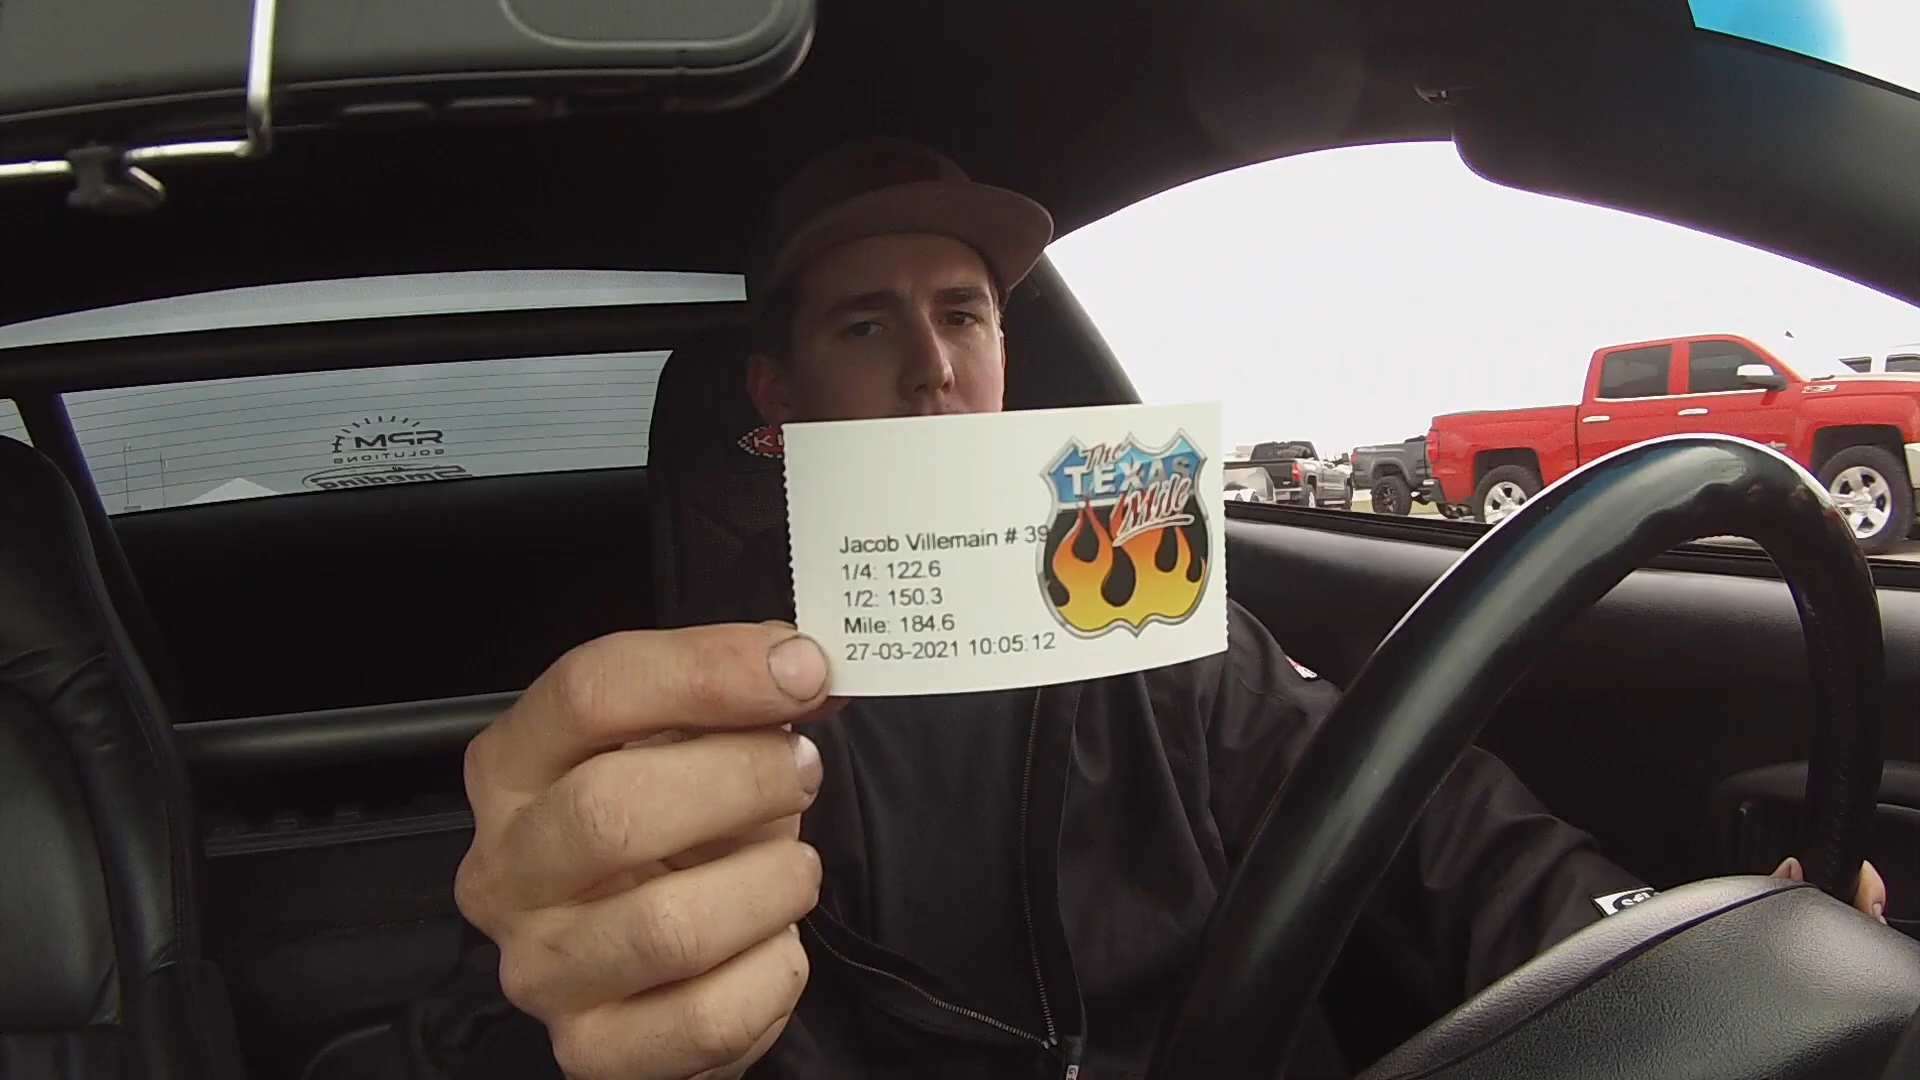 The
TEXAS
Mile
Jacob Villemain # 39
1/4: 122.6
1/2: 150.3
Mile: 184.6
27-03-2021 10:05:12
RPM
SOLUTIONS